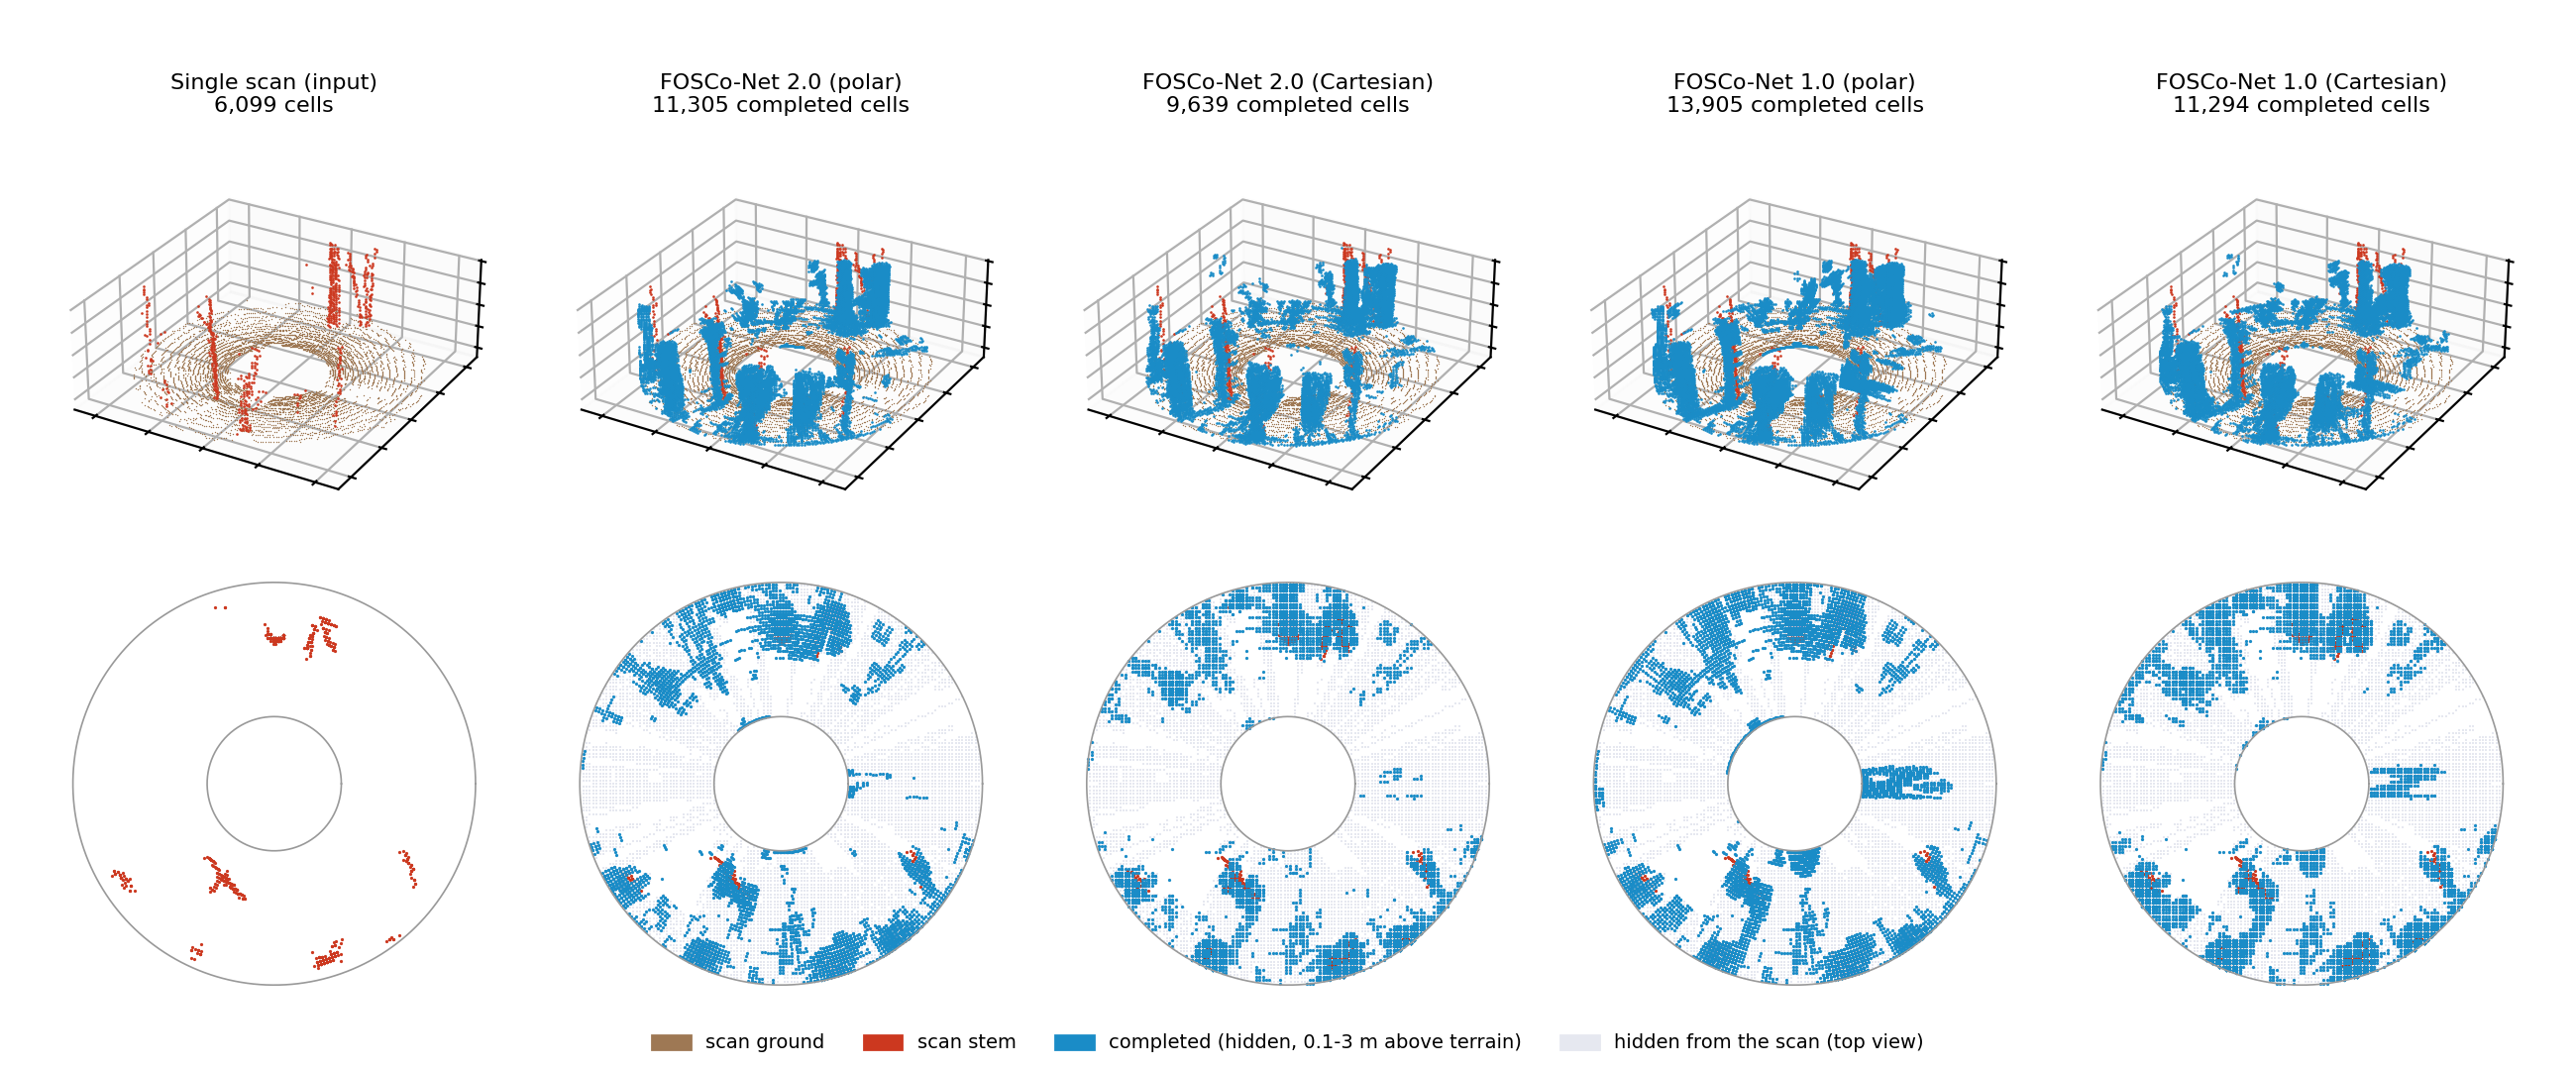 Single scan (input)
6,099 cells
FOSCo-Net 2.0 (polar)
11,305 completed cells
FOSCo-Net 2.0 (Cartesian)
9,639 completed cells
FOSCo-Net 1.0 (polar)
13,905 completed cells
FOSCo-Net 1.0 (Cartesian)
11,294 completed cells
scan ground
scan stem
completed (hidden, 0.1-3 m above terrain)
hidden from the scan (top view)